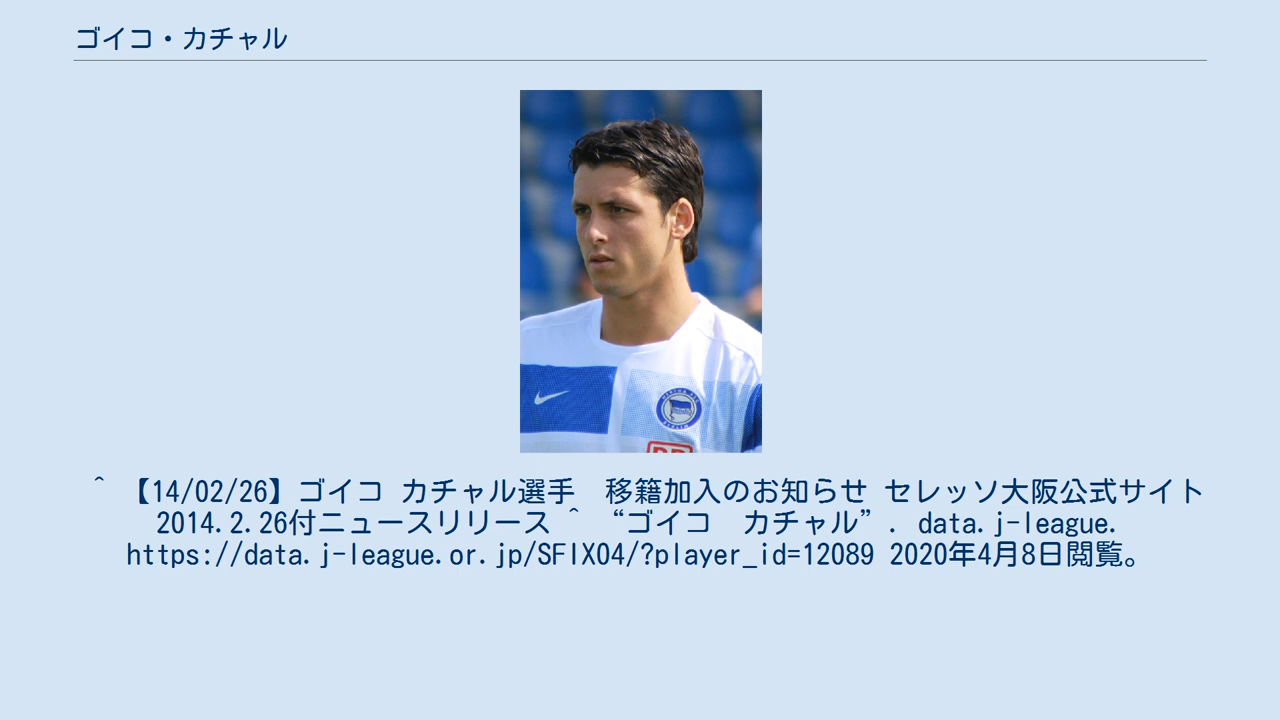 ゴイコ・カチャル
^ 【14/02/26】ゴイコ カチャル選手　移籍加入のお知らせ セレッソ大阪公式サイト
2014.2.26付ニュースリリース ^ “ゴイコ　カチャル”. data.j-league.
https://data.j-league.or.jp/SFIX04/?player_id=12089 2020年4月8日閲覧。